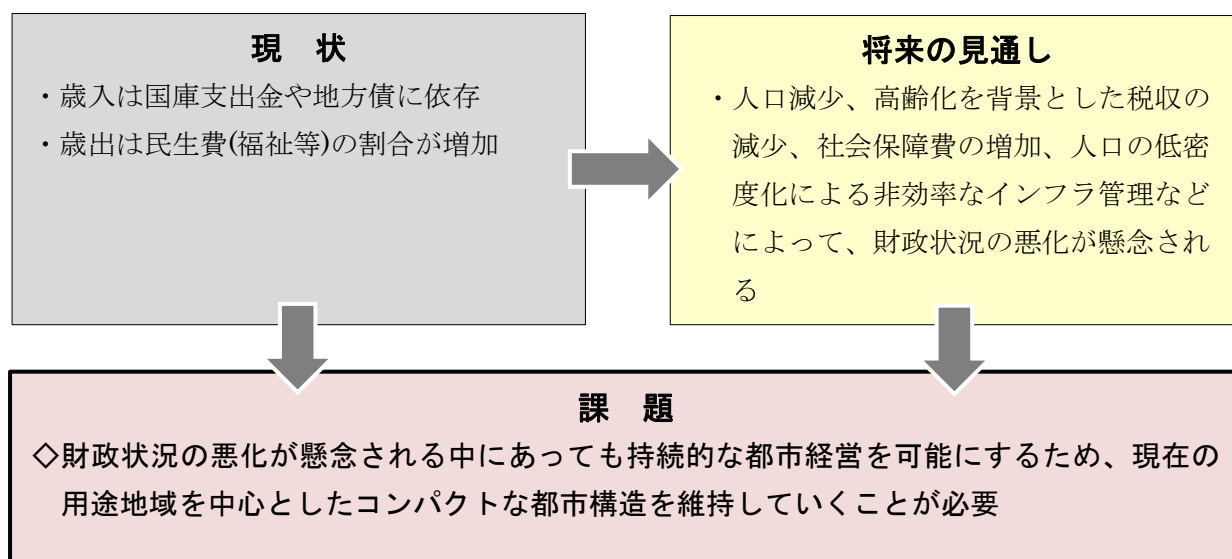 現　状
・歳入は国庫支出金や地方債に依存
・歳出は民生費(福祉等)の割合が増加
将来の見通し
・人口減少、高齢化を背景とした税収の
減少、社会保障費の増加、人口の低密
度化による非効率なインフラ管理など
によって、財政状況の悪化が懸念され
る
課　題
◇財政状況の悪化が懸念される中にあっても持続的な都市経営を可能にするため、現在の
用途地域を中心としたコンパクトな都市構造を維持していくことが必要